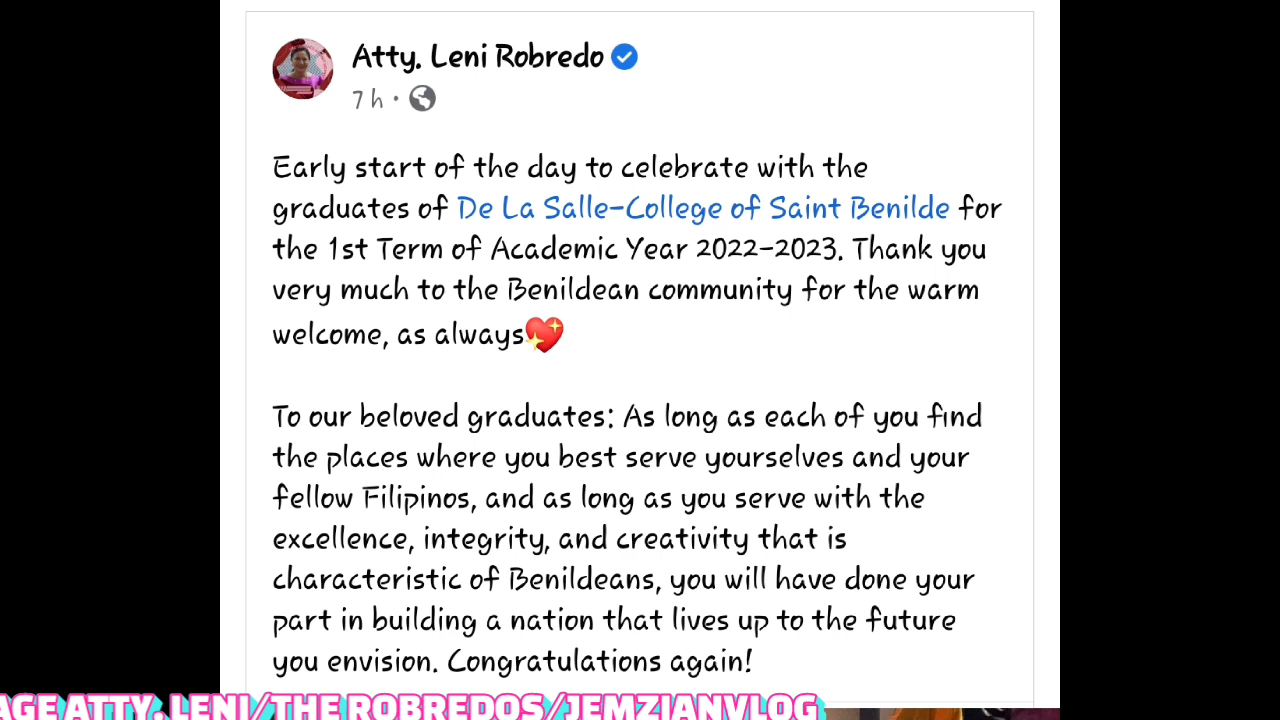 Atty. Leni Robredo
7 h ·
Early start of the day to celebrate with the
graduates of De La Salle-College of Saint Benilde for
the 1st Term of Academic Year 2022-2023. Thank you
very much to the Benildean community for the warm
welcome, as always💖
To our beloved graduates: As long as each of you find
the places where you best serve yourselves and your
fellow Filipinos, and as long as you serve with the
excellence, integrity, and creativity that is
characteristic of Benildeans, you will have done your
part in building a nation that lives up to the future
you envision. Congratulations again!
ATTY. LENI/THE ROBREDOS/JEMZIANVLOG